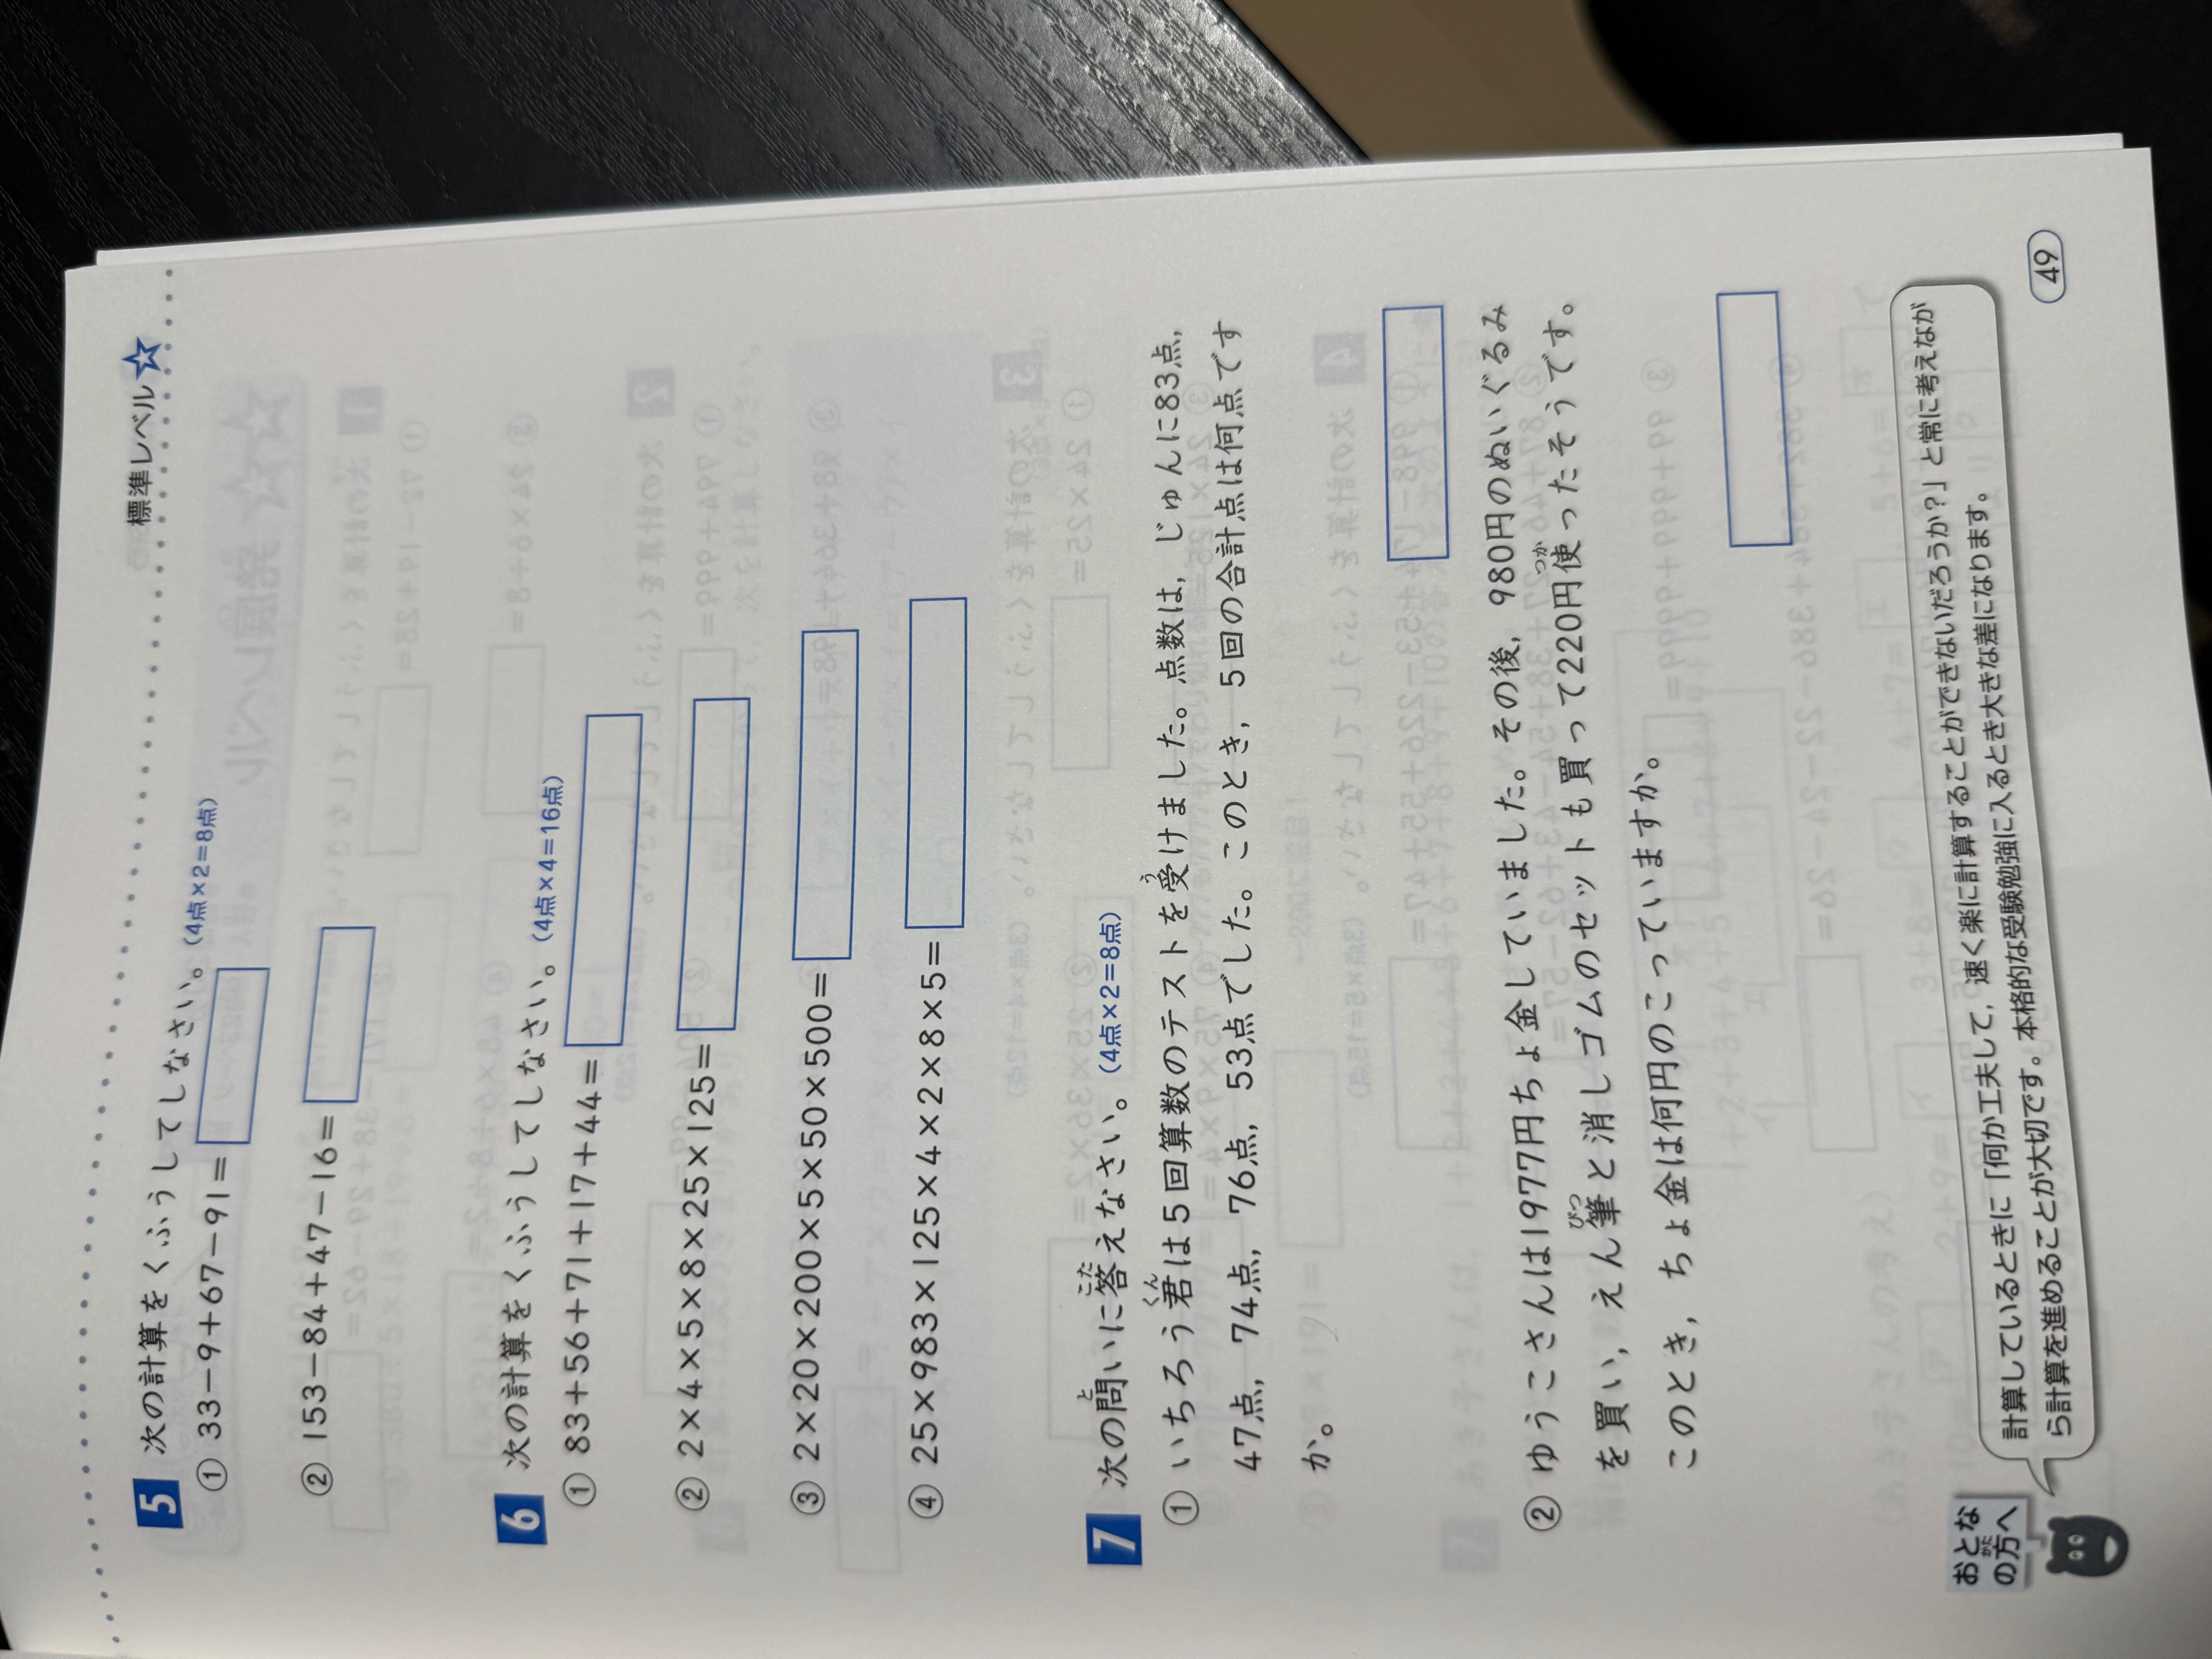 標準レベル☆
5 次の計算をくふうしてしなさい。(4点×2=8点)
① 33−9+67−91=
② 153−84+47−16=
6 次の計算をくふうしてしなさい。(4点×4=16点)
① 83+56+71+17+44=
② 2×4×5×8×25×125=
③ 2×20×200×5×50×500=
④ 25×983×125×4×2×8×5=
7 次の問いに答えなさい。(4点×2=8点)
① いちろう君は5回算数のテストを受けました。点数は,じゅんに83点,
47点,74点,76点,53点でした。このとき,5回の合計点は何点です
か。
② ゆうこさんは1977円ちょ金していました。その後,980円のぬいぐるみ
を買い,えん筆と消しゴムのセットも買って220円使ったそうです。
このとき,ちょ金は何円のこっていますか。
おとな
の方へ
計算しているときに「何か工夫して,速く楽に計算することができないだろうか?」と常に考えなが
ら計算を進めることが大切です。本格的な受験勉強に入るとき大きな差になります。
49